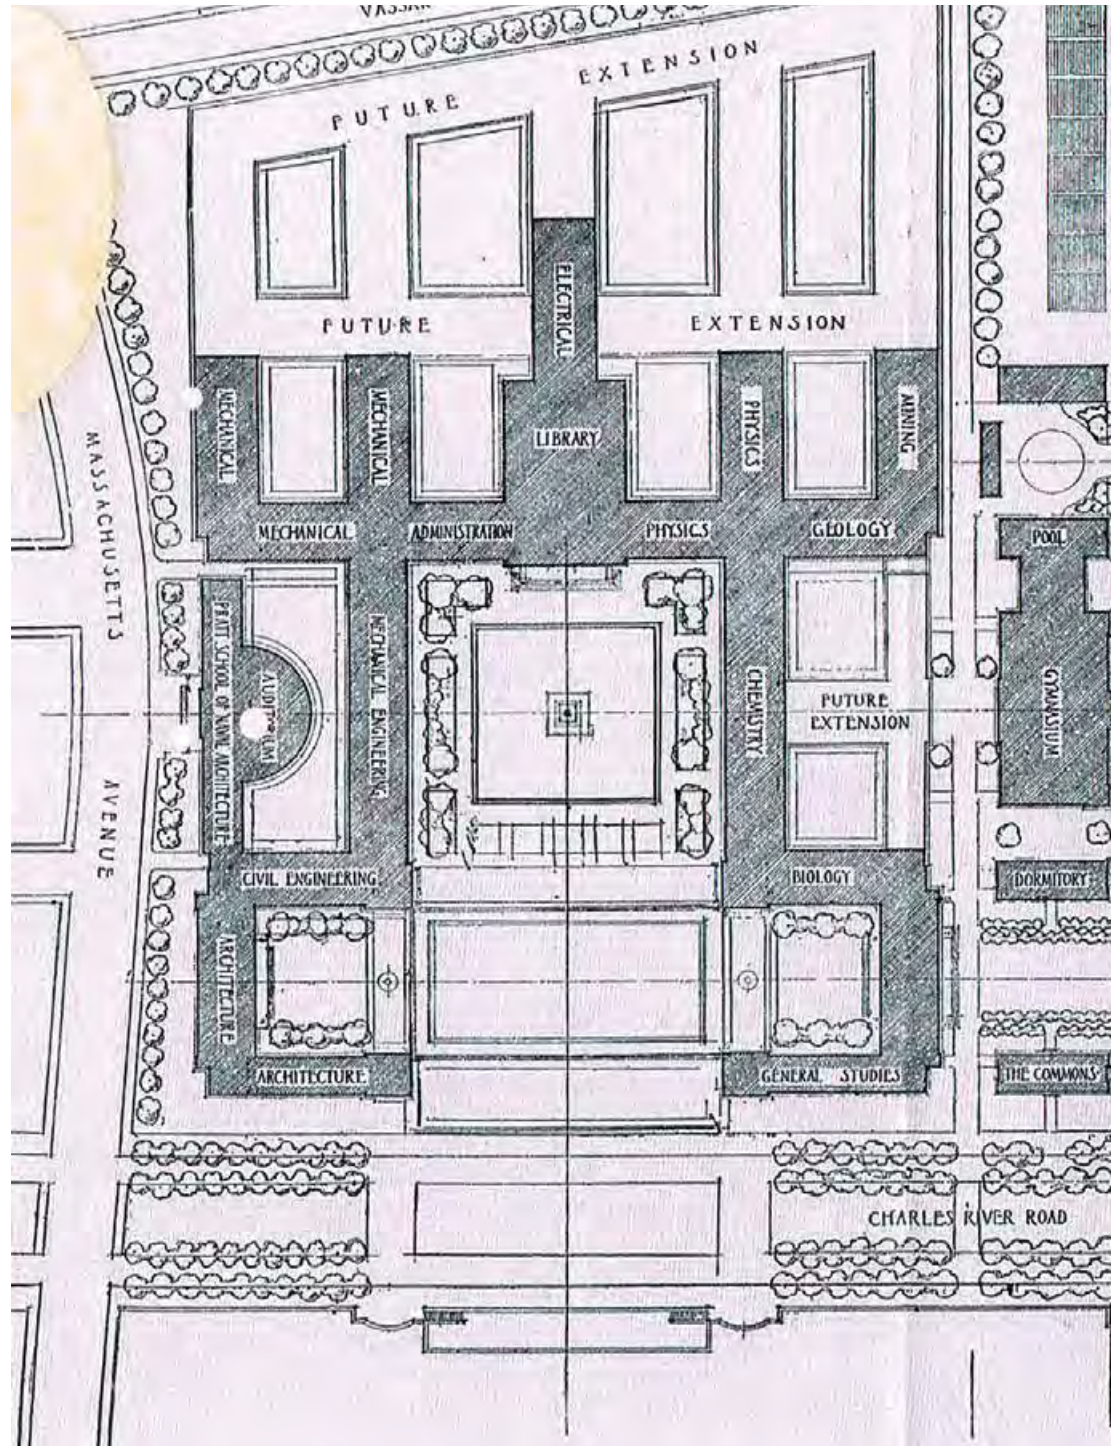 VASSAR
FUTURE EXTENSION
ELECTRICAL
FUTURE EXTENSION
MECHANICAL
MECHANICAL
LIBRARY
PHYSICS
MINING
MECHANICAL
ADMINISTRATION
PHYSICS
GEOLOGY
POOL
MASSACHUSETTS AVENUE
PRATT SCHOOL OF NAVAL ARCHITECTURE
AUDITORIUM
MECHANICAL ENGINEERING
CHEMISTRY
FUTURE
EXTENSION
GYMNASIUM
CIVIL ENGINEERING
BIOLOGY
DORMITORY
ARCHITECTURE
ARCHITECTURE
GENERAL STUDIES
THE COMMONS
CHARLES RIVER ROAD